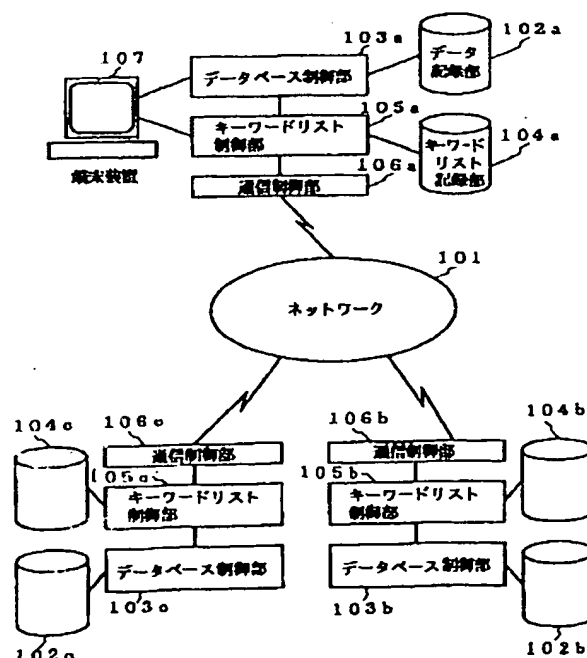 103a
データ
記録部
102a
107
データベース制御部
105a
キーワードリスト
制御部
キーワード
リスト
記録部
104a
106a
通信制御部
端末装置
101
ネットワーク
104c
106c
通信制御部
105a
キーワードリスト
制御部
データベース制御部
103c
102c
106b
104b
通信制御部
105b
キーワードリスト
制御部
データベース制御部
103b
102b